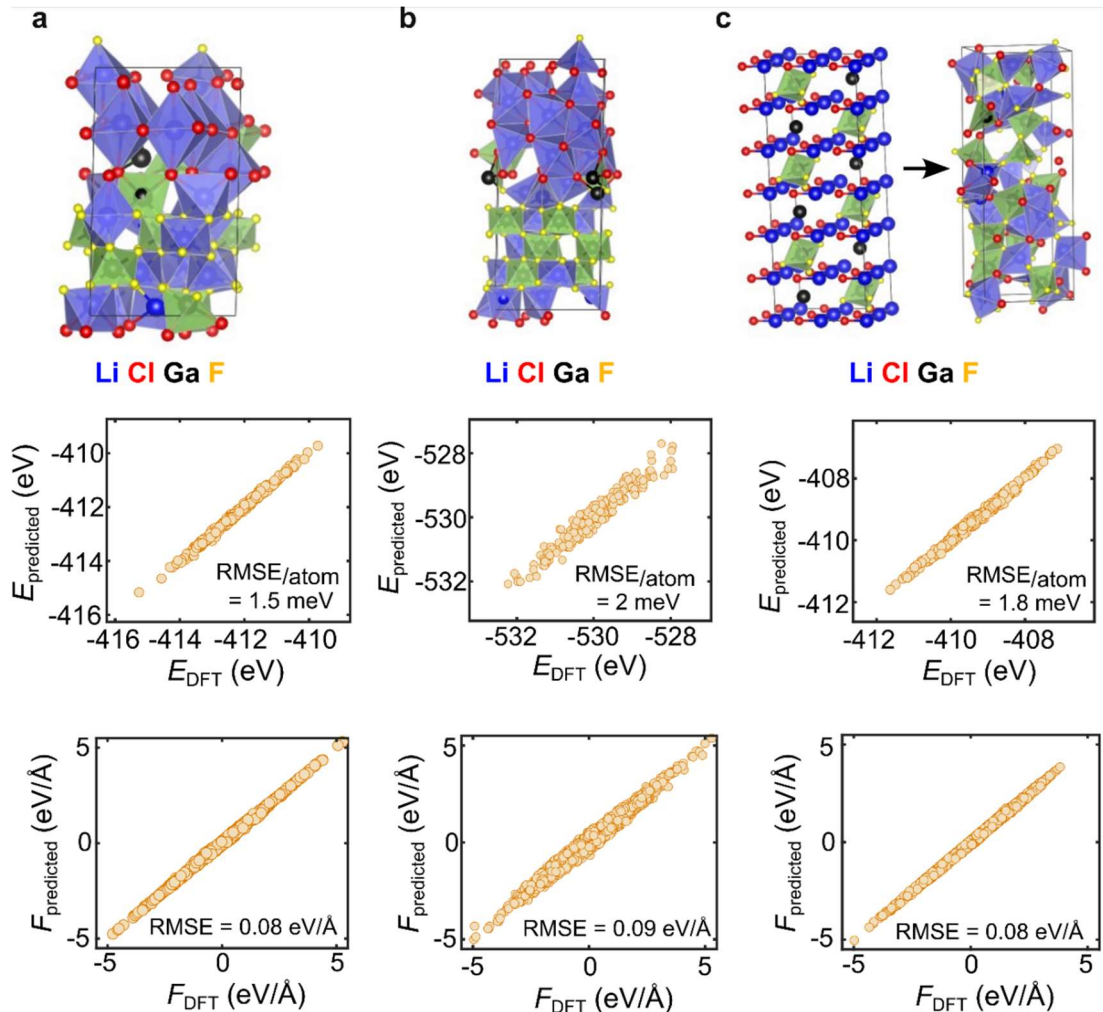 a b c
Li Cl Ga F
Li Cl Ga F
Li Cl Ga F
E_predicted (eV)
-410
-412
-414
-416
RMSE/atom
= 1.5 meV
-416 -414 -412 -410
E_DFT (eV)
E_predicted (eV)
-528
-530
-532
RMSE/atom
= 2 meV
-532 -530 -528
E_DFT (eV)
E_predicted (eV)
-408
-410
-412
RMSE/atom
= 1.8 meV
-412 -410 -408
E_DFT (eV)
F_predicted (eV/Å)
5
0
-5
RMSE = 0.08 eV/Å
-5 0 5
F_DFT (eV/Å)
F_predicted (eV/Å)
5
0
-5
RMSE = 0.09 eV/Å
-5 0 5
F_DFT (eV/Å)
F_predicted (eV/Å)
5
0
-5
RMSE = 0.08 eV/Å
-5 0 5
F_DFT (eV/Å)